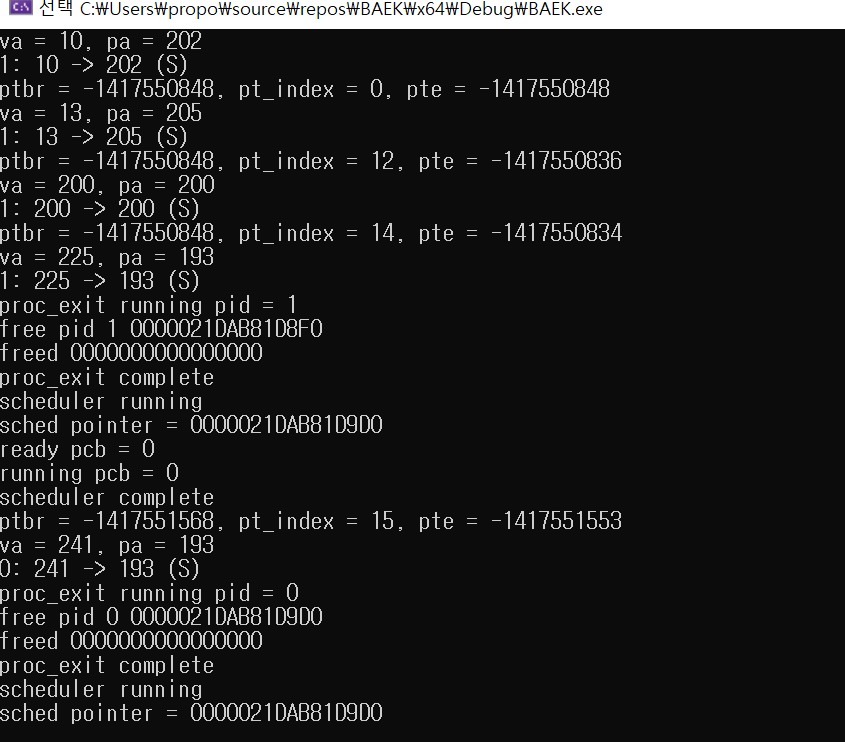 선택 C:₩Users₩propo₩source₩repos₩BAEK₩x64₩Debug₩BAEK.exe
va = 10, pa = 202
1: 10 -> 202 (S)
ptbr = -1417550848, pt_index = 0, pte = -1417550848
va = 13, pa = 205
1: 13 -> 205 (S)
ptbr = -1417550848, pt_index = 12, pte = -1417550836
va = 200, pa = 200
1: 200 -> 200 (S)
ptbr = -1417550848, pt_index = 14, pte = -1417550834
va = 225, pa = 193
1: 225 -> 193 (S)
proc_exit running pid = 1
free pid 1 0000021DAB81D8F0
freed 0000000000000000
proc_exit complete
scheduler running
sched pointer = 0000021DAB81D9D0
ready pcb = 0
running pcb = 0
scheduler complete
ptbr = -1417551568, pt_index = 15, pte = -1417551553
va = 241, pa = 193
0: 241 -> 193 (S)
proc_exit running pid = 0
free pid 0 0000021DAB81D9D0
freed 0000000000000000
proc_exit complete
scheduler running
sched pointer = 0000021DAB81D9D0